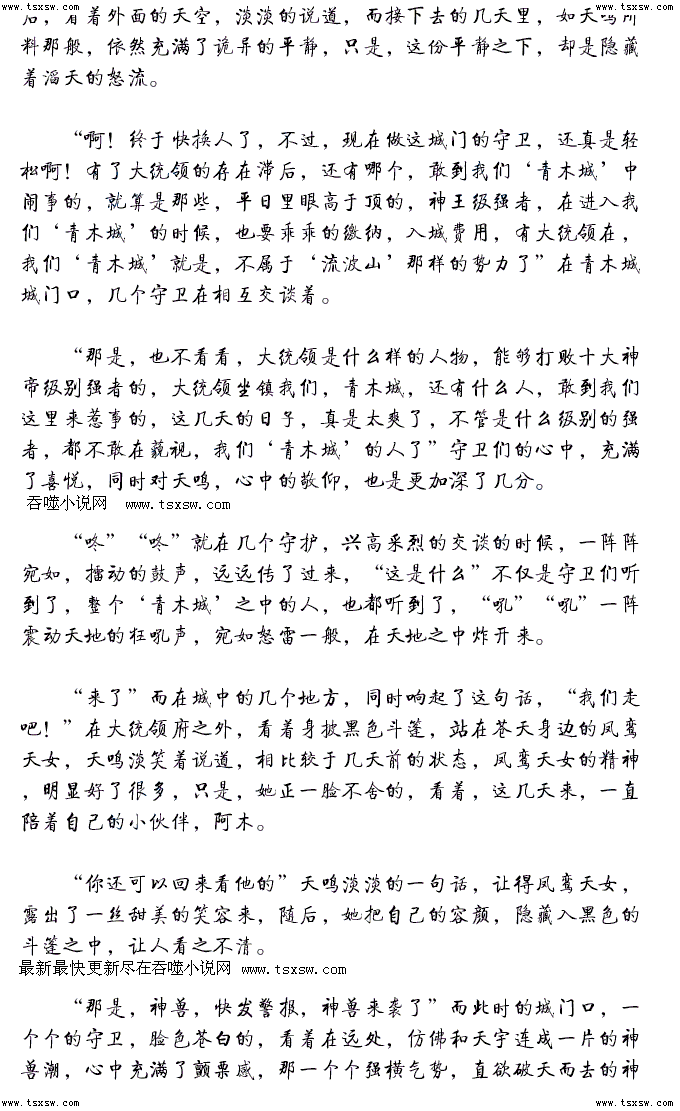 www.tsxsw.com www.tsxsw.com www.tsxsw.com www.tsxsw.com
后，看着外面的天空，淡淡的说道，而接下去的几天里，如天鸣所
料那般，依然充满了诡异的平静，只是，这份平静之下，却是隐藏
着滔天的怒流。
“啊！终于快换人了，不过，现在做这城门的守卫，还真是轻
松啊！有了大统领的存在滞后，还有哪个，敢到我们‘青木城’中
闹事的，就算是那些，平日里眼高于顶的，神王级强者，在进入我
们‘青木城’的时候，也要乖乖的缴纳，入城费用，有大统领在，
我们‘青木城’就是，不属于‘流波山’那样的势力了”在青木城
城门口，几个守卫在相互交谈着。
“那是，也不看看，大统领是什么样的人物，能够打败十大神
帝级别强者的，大统领坐镇我们，青木城，还有什么人，敢到我们
这里来惹事的，这几天的日子，真是太爽了，不管是什么级别的强
者，都不敢在藐视，我们‘青木城’的人了”守卫们的心中，充满
了喜悦，同时对天鸣，心中的敬仰，也是更加深了几分。
吞噬小说网 www.tsxsw.com
“咚”“咚”就在几个守护，兴高采烈的交谈的时候，一阵阵
宛如，擂动的鼓声，远远传了过来，“这是什么”不仅是守卫们听
到了，整个‘青木城’之中的人，也都听到了，“吼”“吼”一阵
震动天地的狂吼声，宛如怒雷一般，在天地之中炸开来。
“来了”而在城中的几个地方，同时响起了这句话，“我们走
吧！”在大统领府之外，看着身披黑色斗篷，站在苍天身边的凤鸾
天女，天鸣淡笑着说道，相比较于几天前的状态，凤鸾天女的精神
，明显好了很多，只是，她正一脸不舍的，看着，这几天来，一直
陪着自己的小伙伴，阿木。
“你还可以回来看他的”天鸣淡淡的一句话，让得凤鸾天女，
露出了一丝甜美的笑容来，随后，她把自己的容颜，隐藏入黑色的
斗篷之中，让人看之不清。
最新最快更新尽在吞噬小说网 www.tsxsw.com
“那是，神兽，快发警报，神兽来袭了”而此时的城门口，一
个个的守卫，脸色苍白的，看着在远处，仿佛和天宇连成一片的神
兽潮，心中充满了颤栗感，那一个个强横气势，直欲破天而去的神
www.tsxsw.com www.tsxsw.com www.tsxsw.com www.tsxsw.com